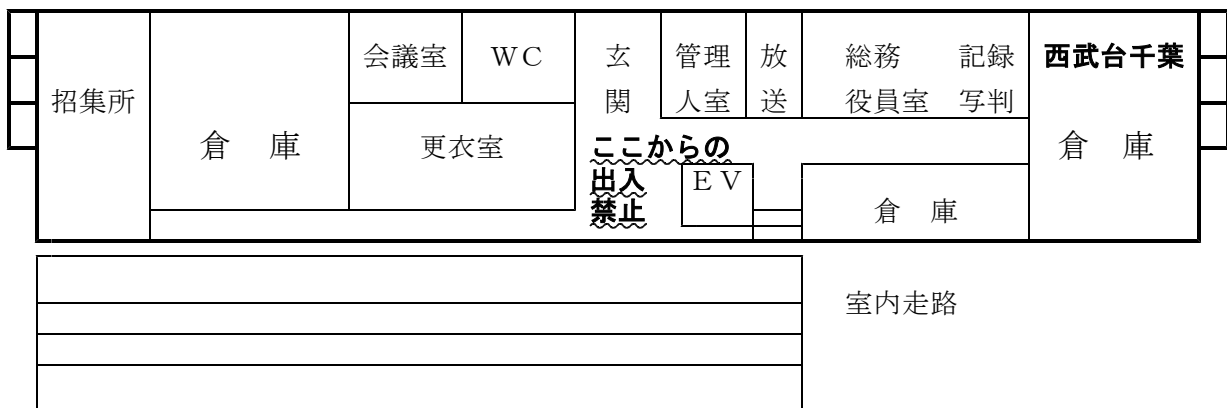 招集所
倉 庫
会議室
WC
更衣室
玄
関
管理
人室
放
送
総務 記録
役員室 写判
西武台千葉
倉 庫
ここからの
出入
禁止
EV
倉 庫
室内走路